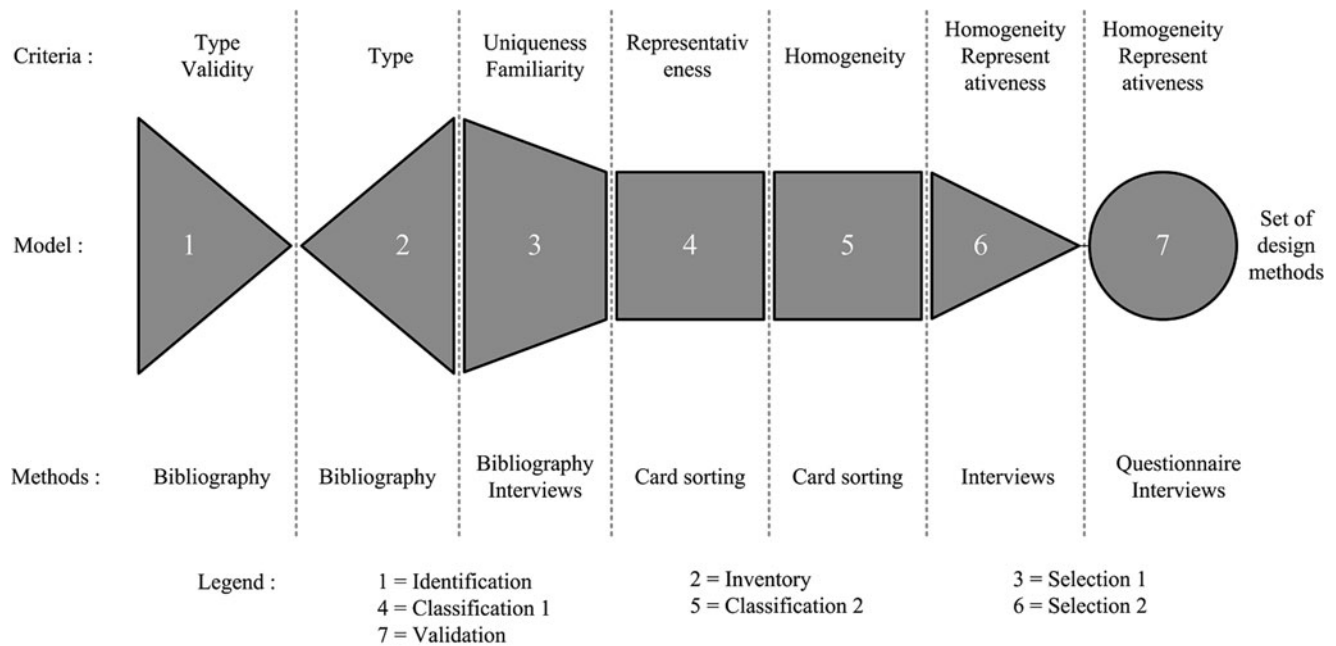 Criteria :
Type
Validity
Type
Uniqueness
Familiarity
Representativ
eness
Homogeneity
Homogeneity
Represent
ativeness
Homogeneity
Represent
ativeness
Model :
1
2
3
4
5
6
7
Set of
design
methods
Methods :
Bibliography
Bibliography
Bibliography
Interviews
Card sorting
Card sorting
Interviews
Questionnaire
Interviews
Legend :
1 = Identification
2 = Inventory
3 = Selection 1
4 = Classification 1
5 = Classification 2
6 = Selection 2
7 = Validation